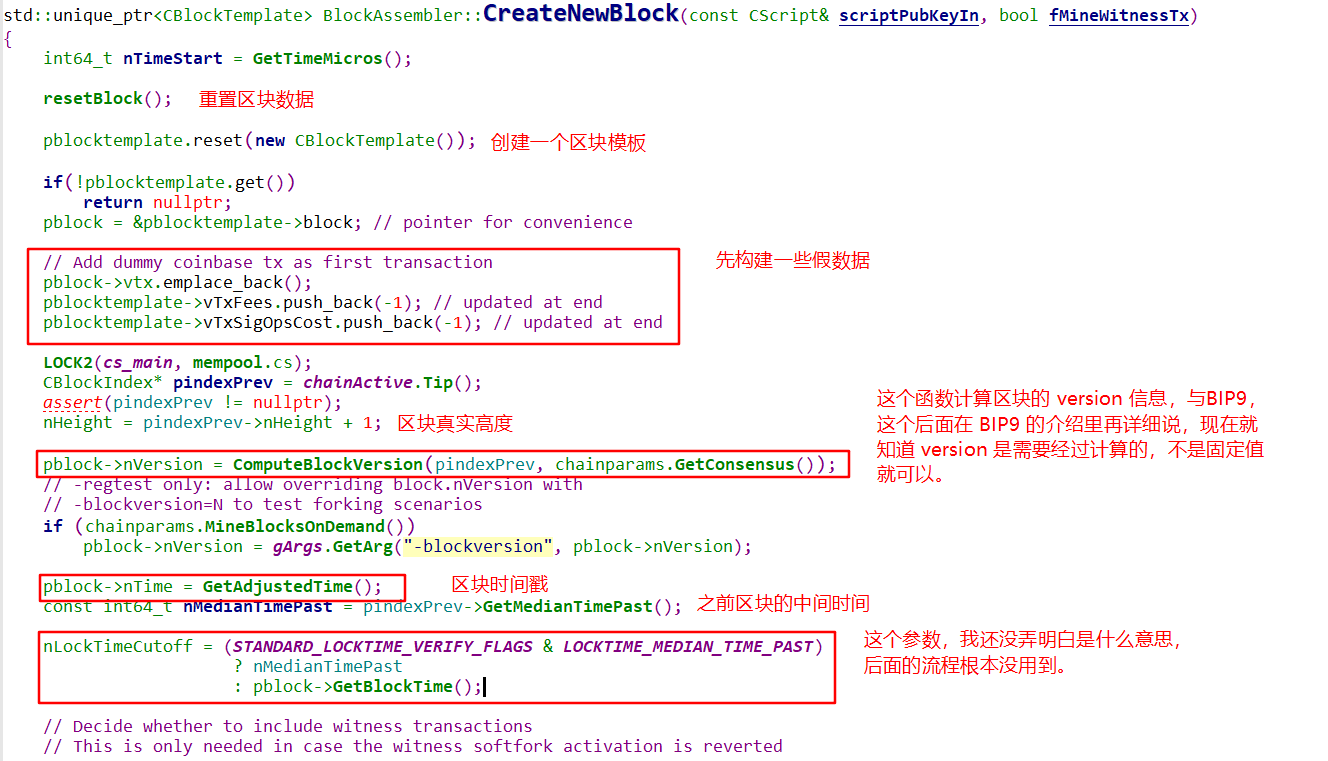 std::unique_ptr<CBlockTemplate> BlockAssembler::CreateNewBlock(const CScript& scriptPubKeyIn, bool fMineWitnessTx)
{
int64_t nTimeStart = GetTimeMicros();
resetBlock(); 重置区块数据
pblocktemplate.reset(new CBlockTemplate()); 创建一个区块模板
if(!pblocktemplate.get())
return nullptr;
pblock = &pblocktemplate->block; // pointer for convenience
// Add dummy coinbase tx as first transaction 先构建一些假数据
pblock->vtx.emplace_back();
pblocktemplate->vTxFees.push_back(-1); // updated at end
pblocktemplate->vTxSigOpsCost.push_back(-1); // updated at end
LOCK2(cs_main, mempool.cs);
CBlockIndex* pindexPrev = chainActive.Tip();
assert(pindexPrev != nullptr);
nHeight = pindexPrev->nHeight + 1; 区块真实高度
这个函数计算区块的 version 信息，与BIP9，
这个后面在 BIP9 的介绍里再详细说，现在就
知道 version 是需要经过计算的，不是固定值
就可以。
pblock->nVersion = ComputeBlockVersion(pindexPrev, chainparams.GetConsensus());
// -regtest only: allow overriding block.nVersion with
// -blockversion=N to test forking scenarios
if (chainparams.MineBlocksOnDemand())
pblock->nVersion = gArgs.GetArg("-blockversion", pblock->nVersion);
pblock->nTime = GetAdjustedTime(); 区块时间戳
const int64_t nMedianTimePast = pindexPrev->GetMedianTimePast(); 之前区块的中间时间
nLockTimeCutoff = (STANDARD_LOCKTIME_VERIFY_FLAGS & LOCKTIME_MEDIAN_TIME_PAST)
? nMedianTimePast
: pblock->GetBlockTime();
这个参数，我还没弄明白是什么意思，
后面的流程根本没用到。
// Decide whether to include witness transactions
// This is only needed in case the witness softfork activation is reverted